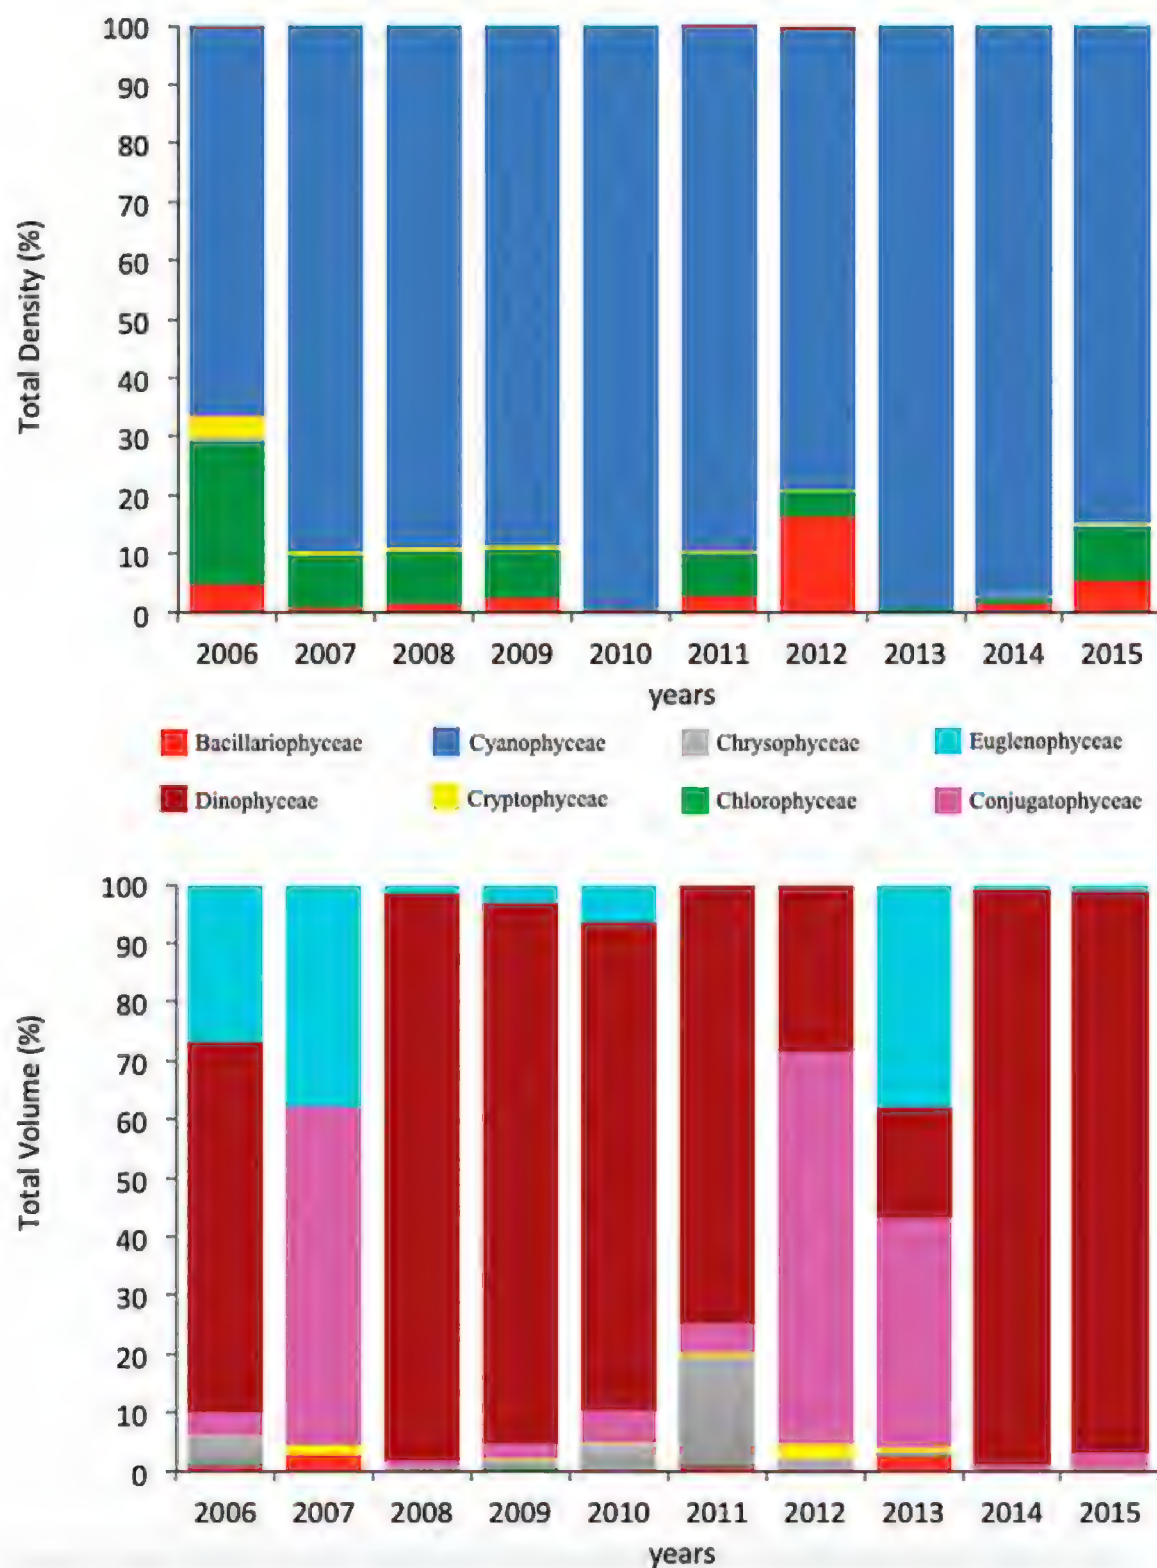 Total Density (%)
100
90
80
70
60
50
40
30
20
10
0
2006 2007 2008 2009 2010 2011 2012 2013 2014 2015
years
Bacillariophyceae Cyanophyceae Chrysophyceae Euglenophyceae
Dinophyceae Cryptophyceae Chlorophyceae Conjugatophyceae
Total Volume (%)
100
90
80
70
60
50
40
30
20
10
0
2006 2007 2008 2009 2010 2011 2012 2013 2014 2015
years